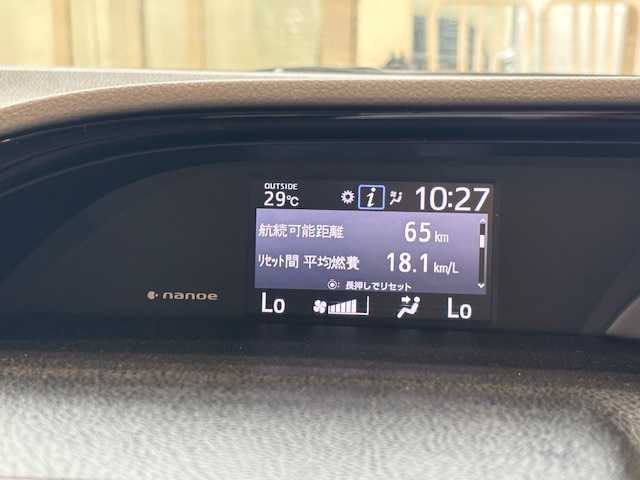 OUTSIDE
29℃
i
10:27
航続可能距離 65 km
ﾘｾｯﾄ間 平均燃費 18.1 km/L
◉: 長押しでリセット
nanoe
Lo
Lo